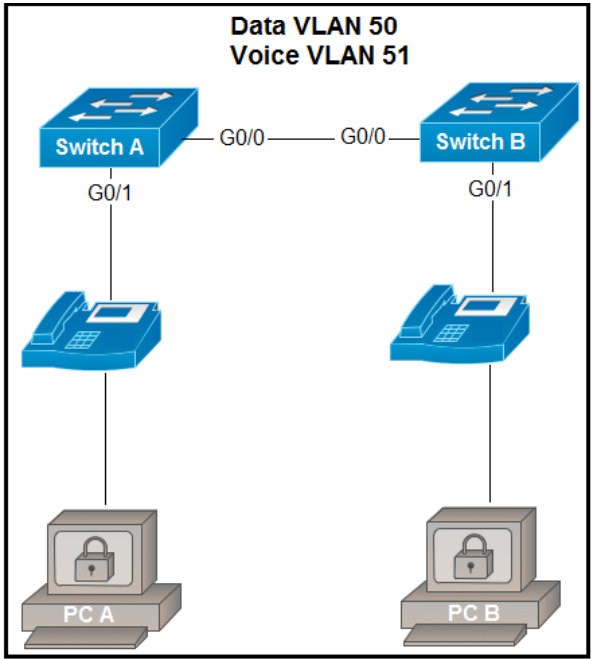 Data VLAN 50
Voice VLAN 51
Switch A
G0/0
G0/0
Switch B
G0/1
G0/1
PC A
PC B